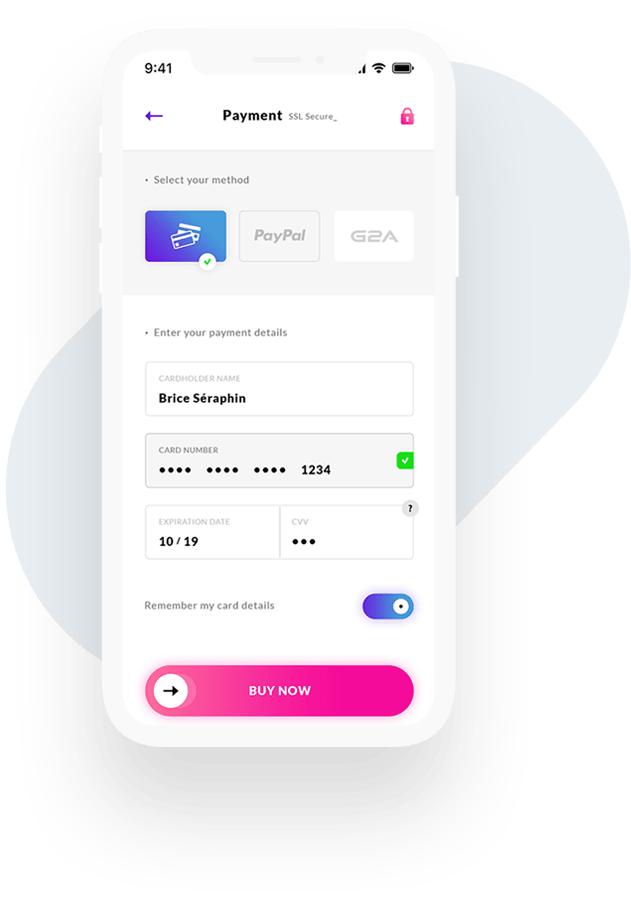 9:41
Payment SSL Secure_
• Select your method
PayPal G2A
• Enter your payment details
CARDHOLDER NAME
Brice Séraphin
CARD NUMBER
•••• •••• •••• 1234
?
EXPIRATION DATE CVV
10 / 19 •••
Remember my card details
BUY NOW